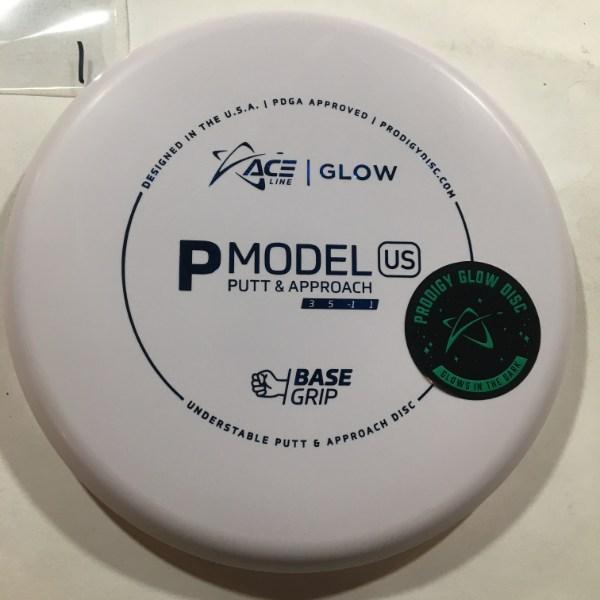 1
DESIGNED IN THE U.S.A. | PDGA APPROVED | PRODIGYDISC.COM
ACE LINE | GLOW
P MODEL US
PUTT & APPROACH
3 5 -1 1
BASE
GRIP
UNDERSTABLE PUTT & APPROACH DISC
PRODIGY GLOW DISC
GLOWS IN THE DARK